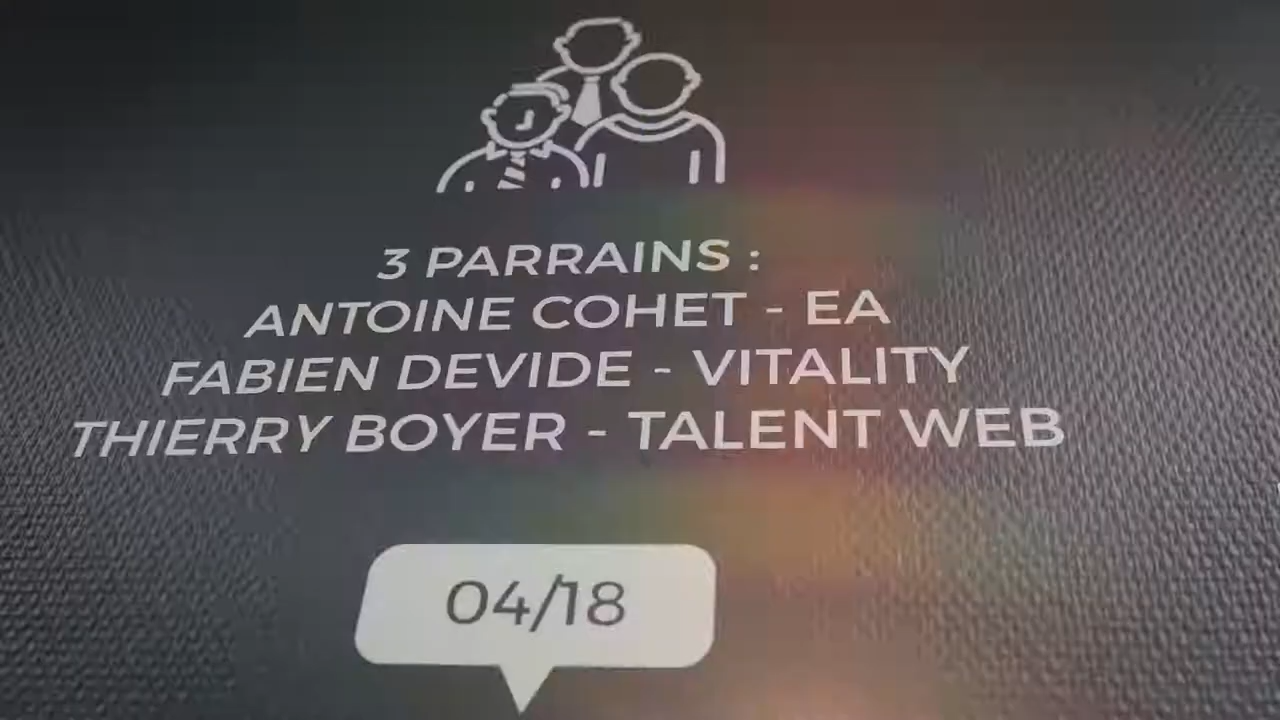 3 PARRAINS :
ANTOINE COHET - EA
FABIEN DEVIDE - VITALITY
THIERRY BOYER - TALENT WEB
04/18